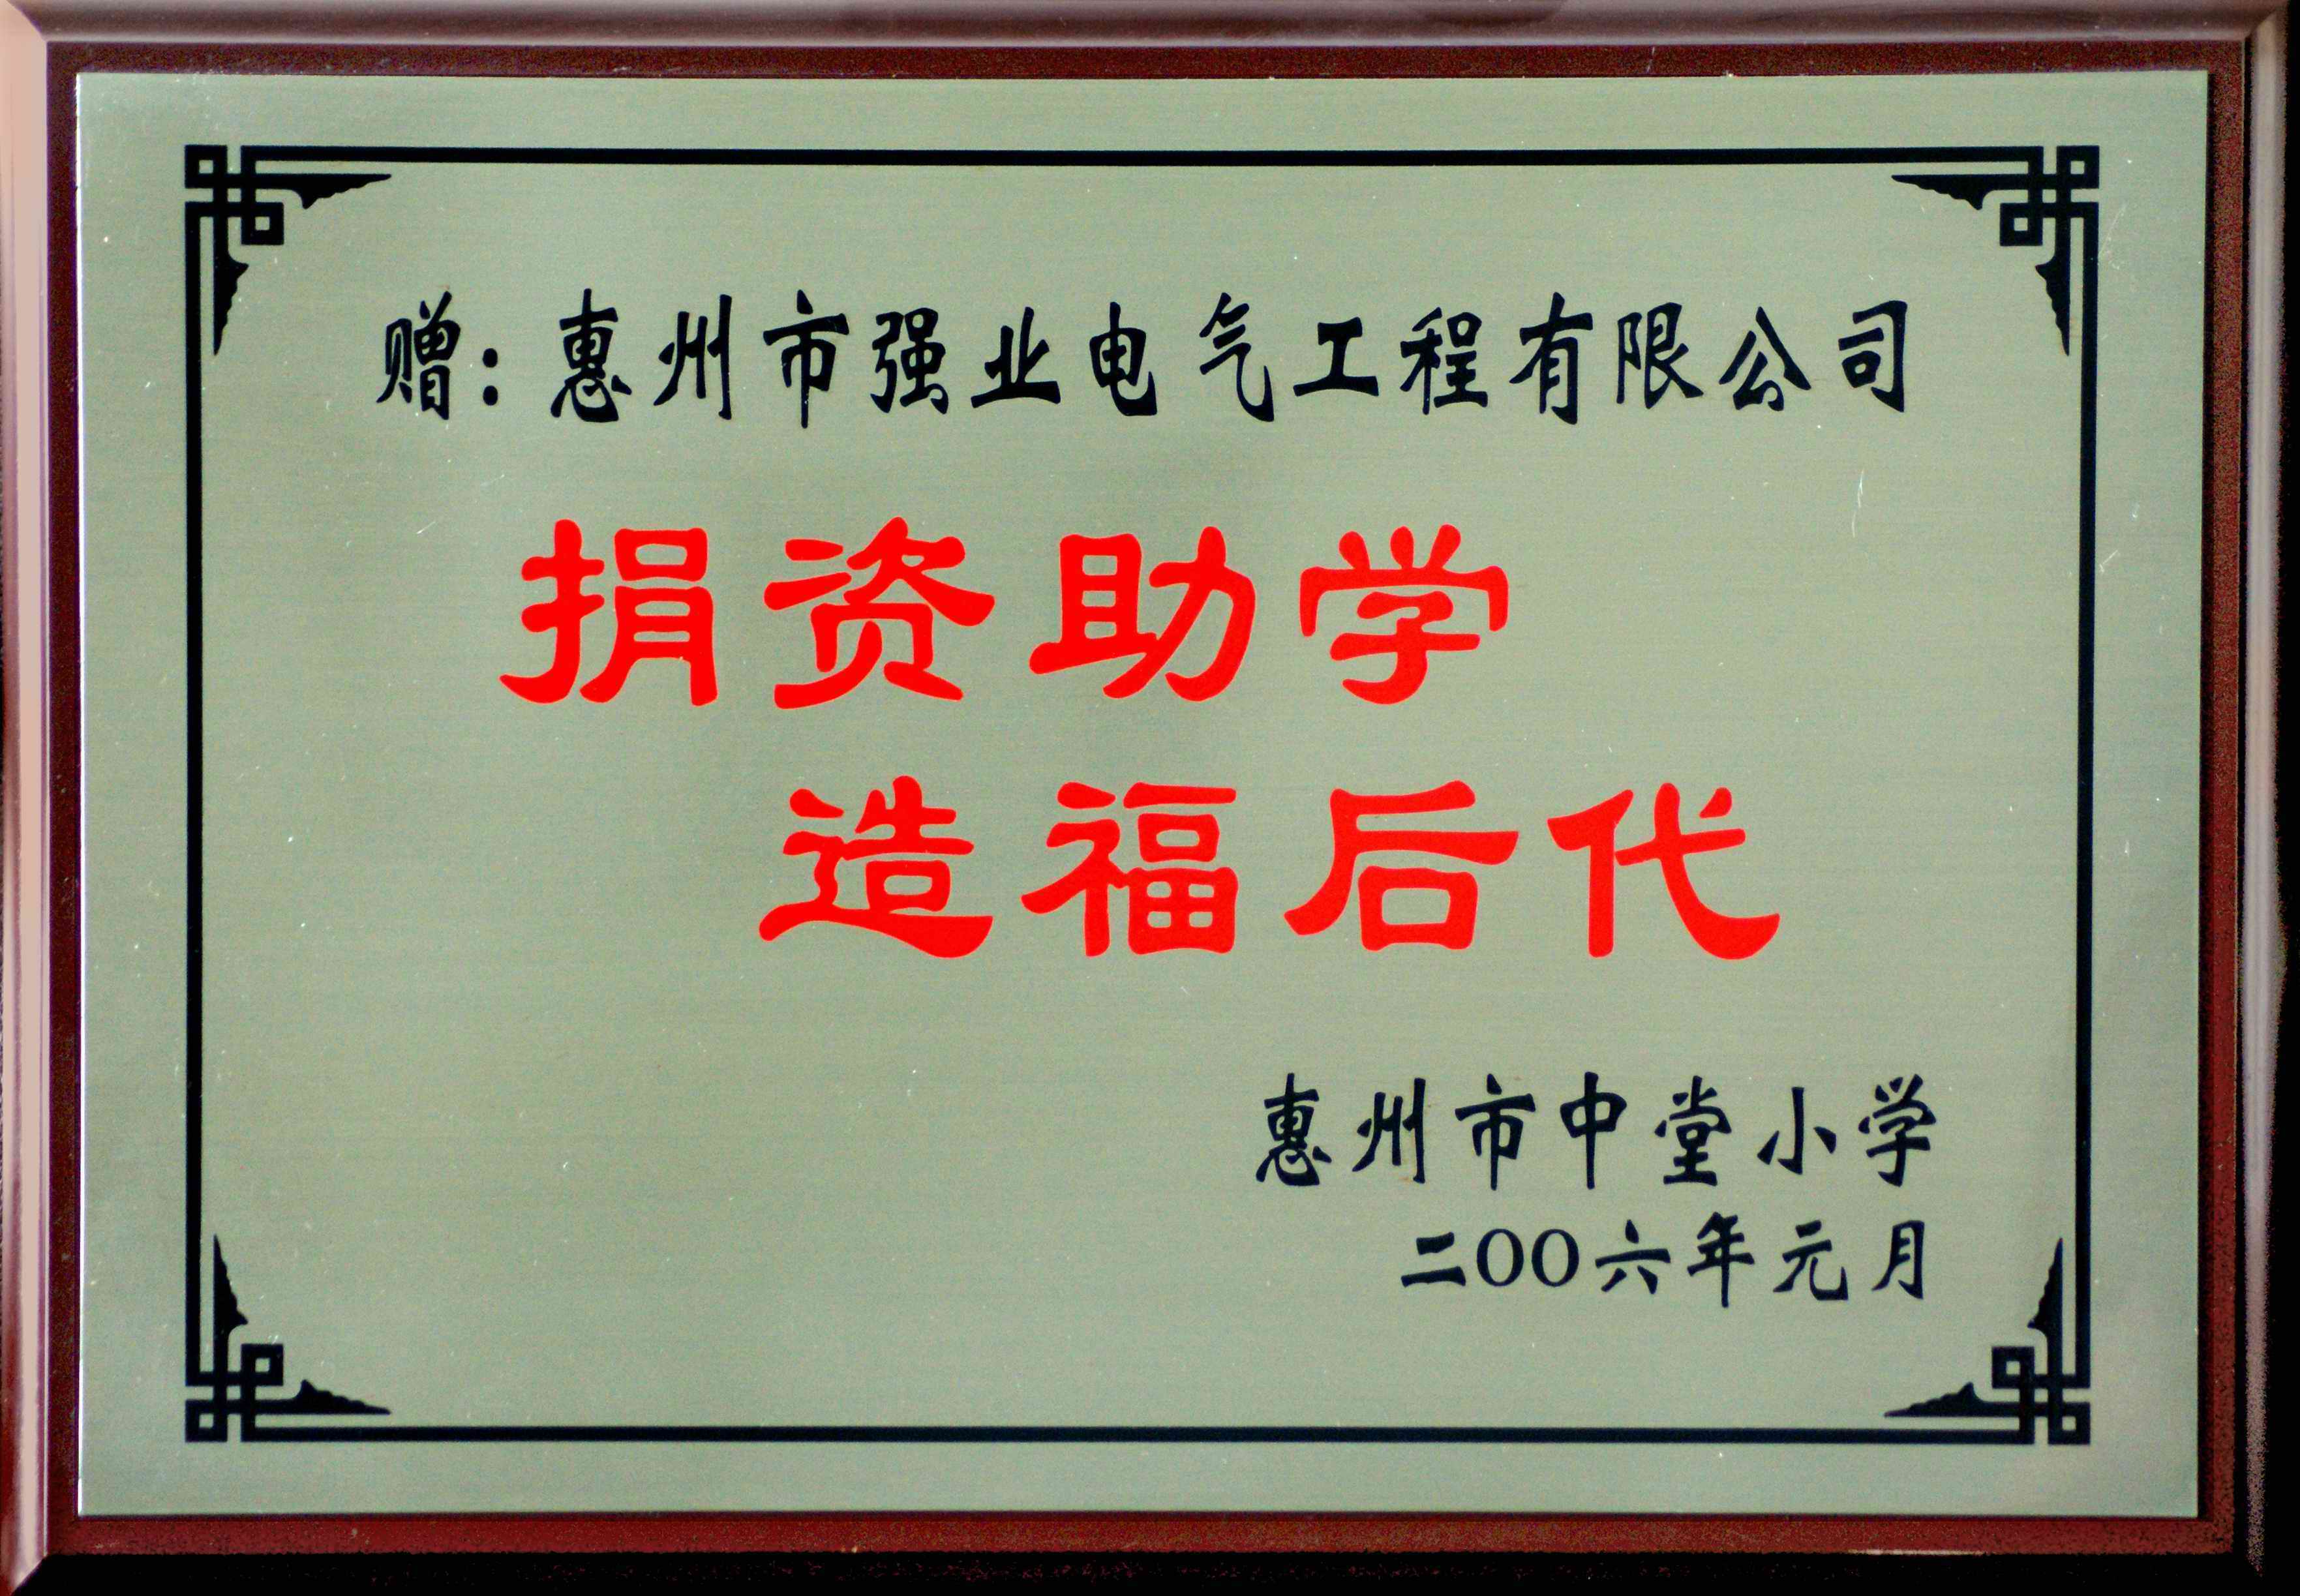 赠：惠州市强业电气工程有限公司
捐资助学
造福后代
惠州市中堂小学
二OO六年元月